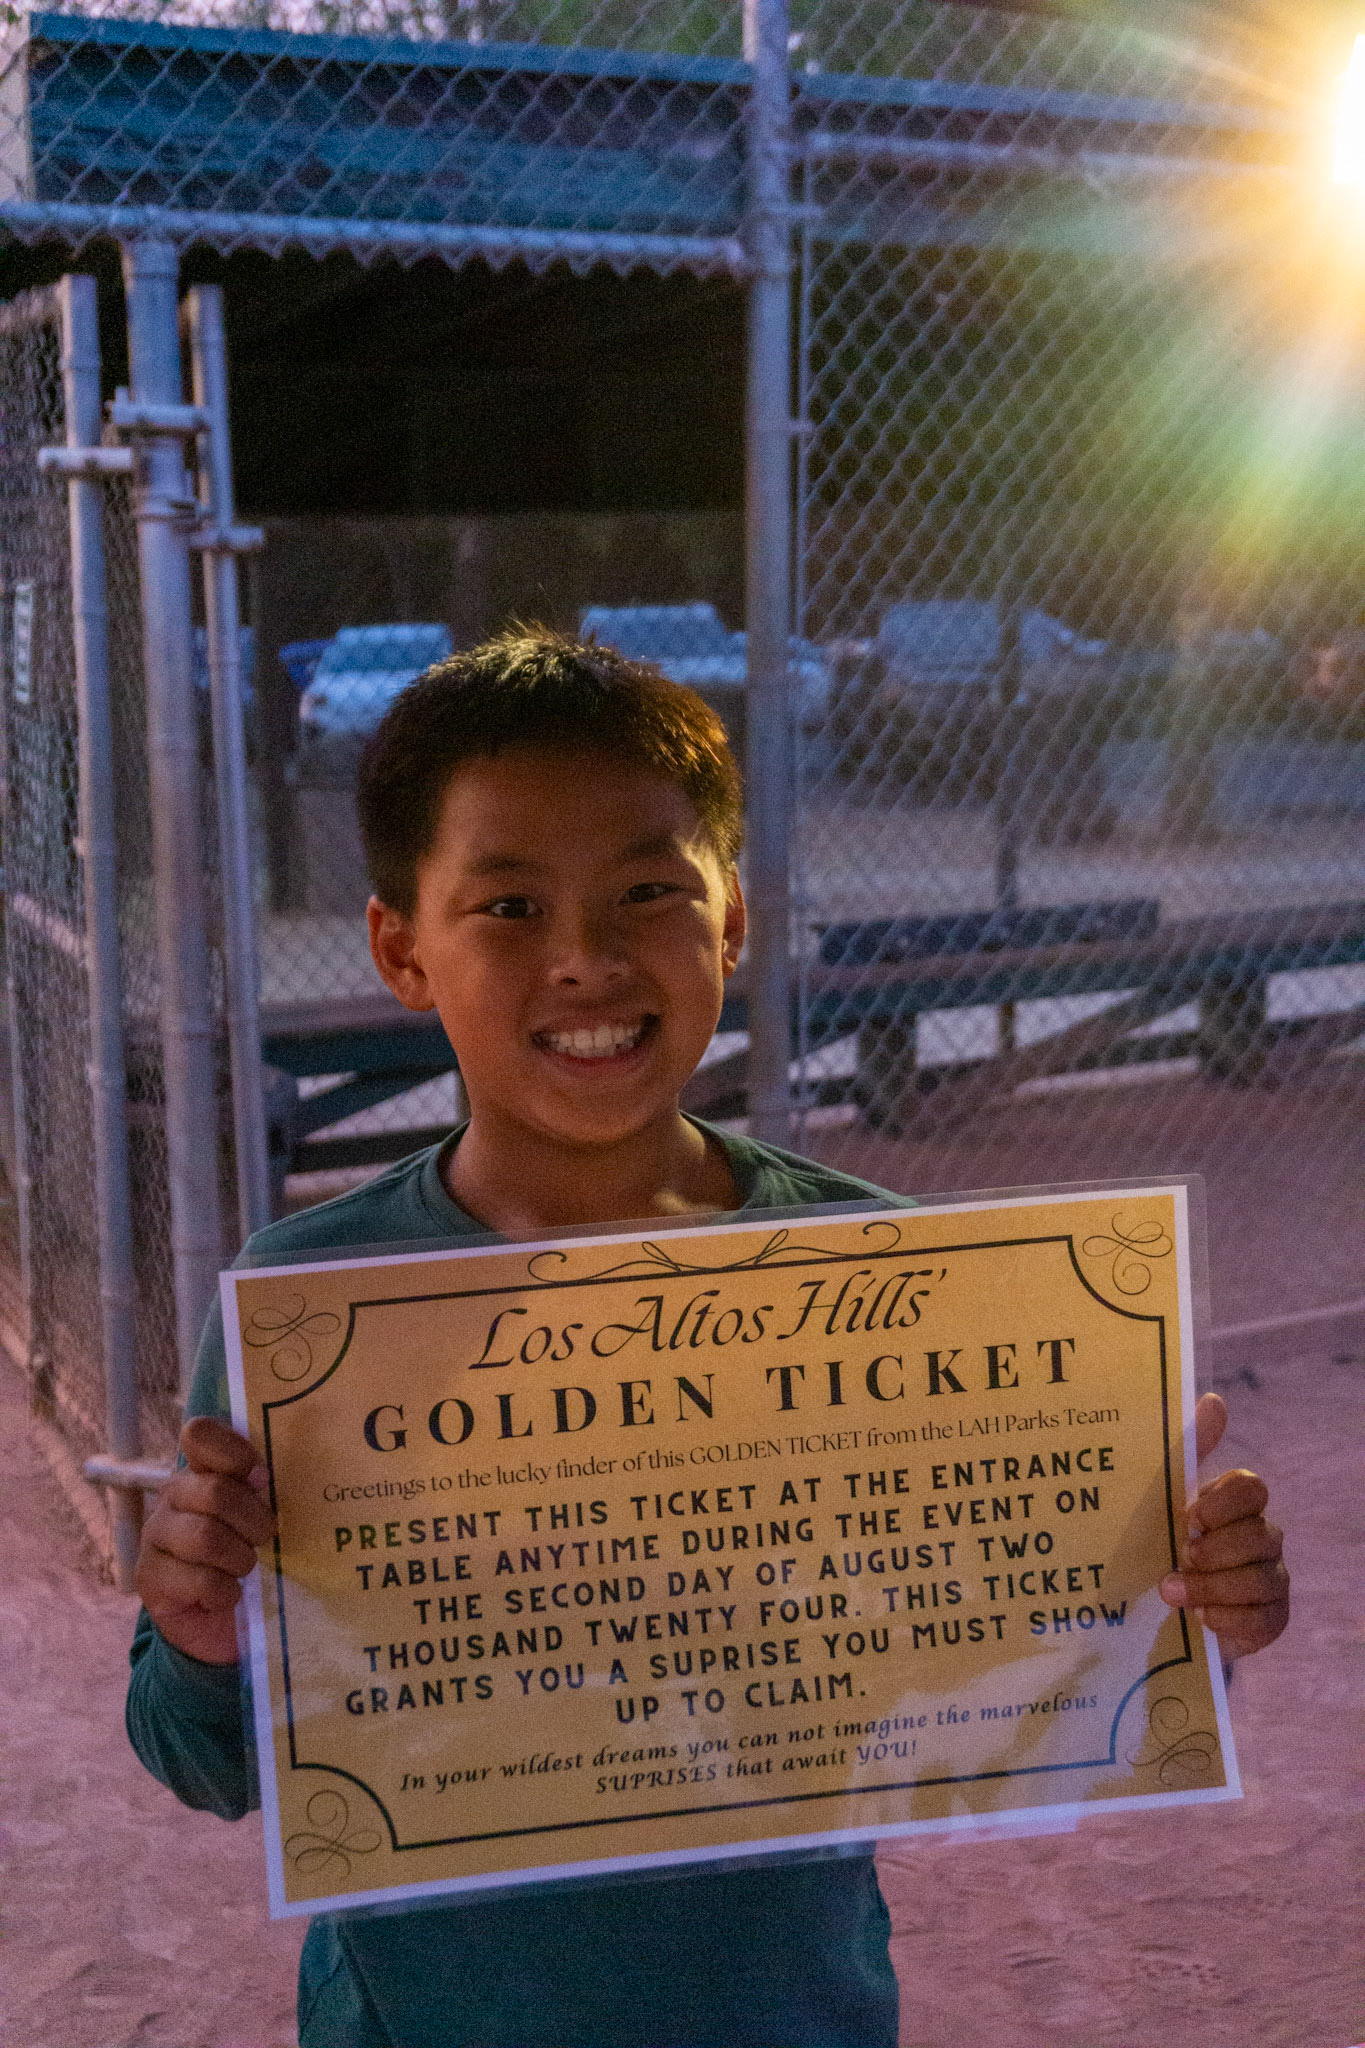 Los Altos Hills'
GOLDEN TICKET
Greetings to the lucky finder of this GOLDEN TICKET from the LAH Parks Team
PRESENT THIS TICKET AT THE ENTRANCE
TABLE ANYTIME DURING THE EVENT ON
THE SECOND DAY OF AUGUST TWO
THOUSAND TWENTY FOUR. THIS TICKET
GRANTS YOU A SUPRISE YOU MUST SHOW
UP TO CLAIM.
In your wildest dreams you can not imagine the marvelous
SUPRISES that await YOU!